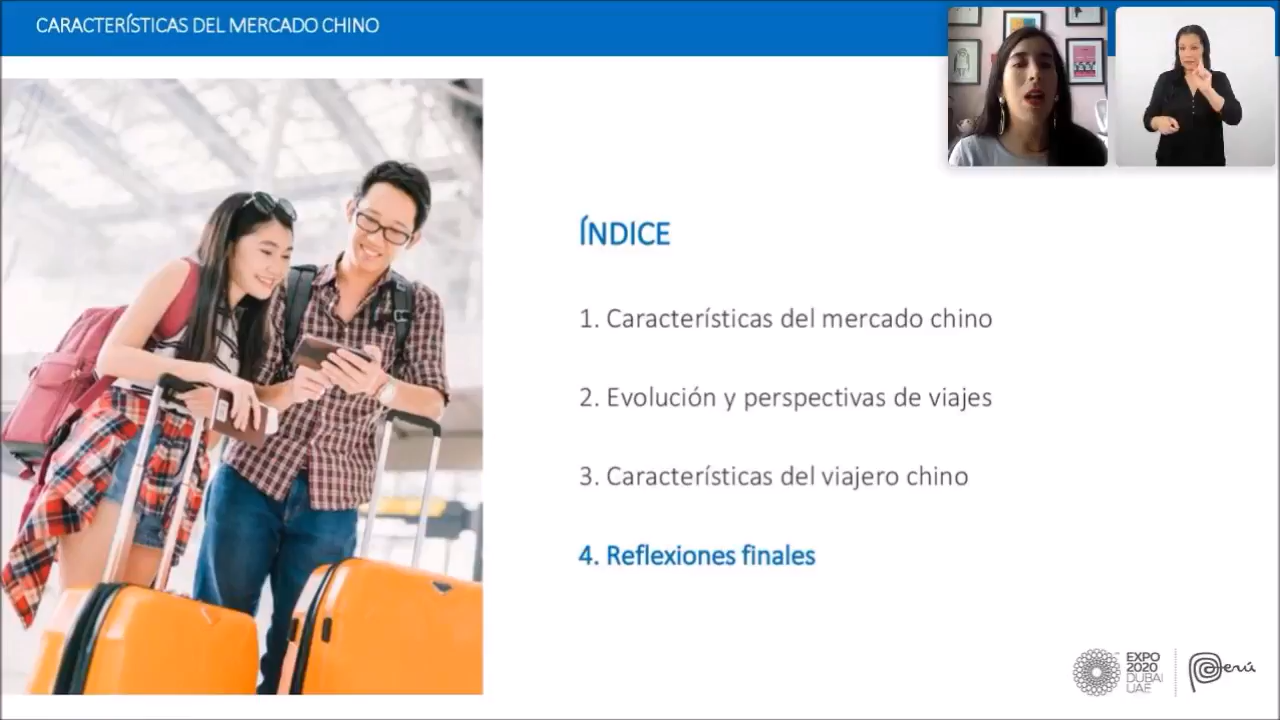 CARACTERÍSTICAS DEL MERCADO CHINO
ÍNDICE
1. Características del mercado chino
2. Evolución y perspectivas de viajes
3. Características del viajero chino
4. Reflexiones finales
EXPO
2020
DUBAI
UAE
Perú